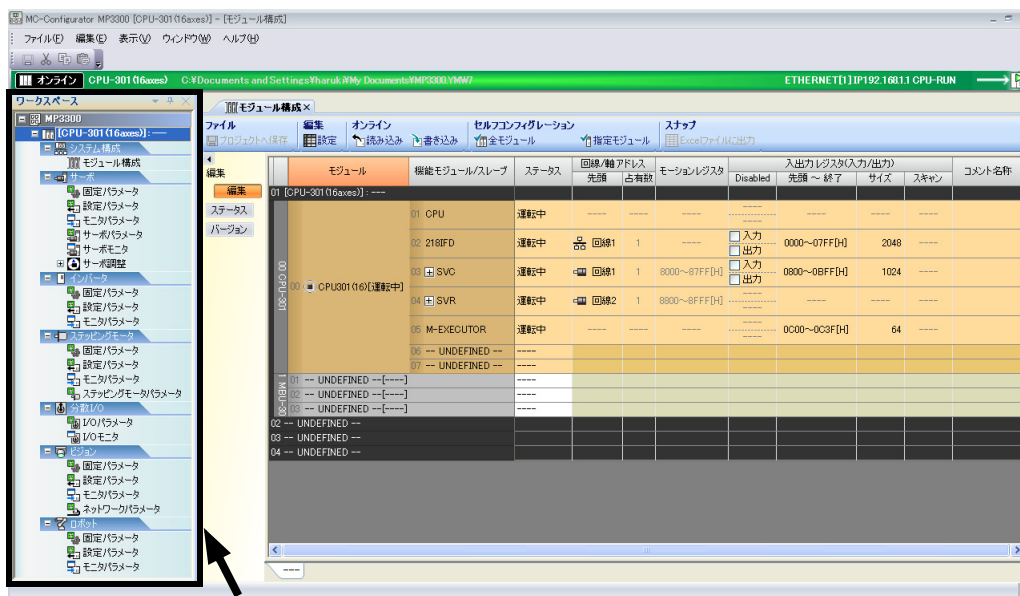 MC-Configurator MP3300 [CPU-301(16axes)] - [モジュール構成]
ファイル(F) 編集(E) 表示(V) ウィンドウ(W) ヘルプ(H)
オンライン CPU-301(16axes) C:¥Documents and Settings¥haruki¥My Documents¥MP3300.YMW7 ETHERNET[1] IP192.168.1.1 CPU-RUN
ワークスペース
MP3300
[CPU-301(16axes)] : ---
システム構成
モジュール構成
サーボ
固定パラメータ
設定パラメータ
モニタパラメータ
サーボパラメータ
サーボモニタ
サーボ調整
インバータ
固定パラメータ
設定パラメータ
モニタパラメータ
ステッピングモータ
固定パラメータ
設定パラメータ
モニタパラメータ
ステッピングモータパラメータ
分散I/O
I/Oパラメータ
I/Oモニタ
ビジョン
固定パラメータ
設定パラメータ
モニタパラメータ
ネットワークパラメータ
ロボット
固定パラメータ
設定パラメータ
モニタパラメータ
モジュール構成×
ファイル 編集 オンライン セルフコンフィグレーション スナップ
プロジェクトへ保存 設定 読み込み 書き込み 全モジュール 指定モジュール Excelファイルに出力
編集
編集
ステータス
バージョン
モジュール 機能モジュール/スレーブ ステータス 回線/軸アドレス モーションレジスタ 入出力レジスタ(入力/出力) コメント名称
先頭 占有数 Disabled 先頭 ～ 終了 サイズ スキャン
01 [CPU-301(16axes)] : ---
00 CPU-301
00 CPU301(16)[運転中]
01 CPU 運転中 ---- ---- ---- ---- ---- ---- ----
02 218IFD 運転中 回線1 1 ---- 入力 出力 0000～07FF[H] 2048 ----
03 SVC 運転中 回線1 1 8000～87FF[H] 入力 出力 0800～0BFF[H] 1024 ----
04 SVR 運転中 回線2 1 8800～8FFF[H] ---- ---- ---- ----
05 M-EXECUTOR 運転中 ---- ---- ---- ---- 0C00～0C3F[H] 64 ----
06 -- UNDEFINED -- ----
07 -- UNDEFINED -- ----
01 -- UNDEFINED --[----] ----
02 -- UNDEFINED --[----] ----
03 -- UNDEFINED --[----] ----
02 -- UNDEFINED --
03 -- UNDEFINED --
04 -- UNDEFINED --
---